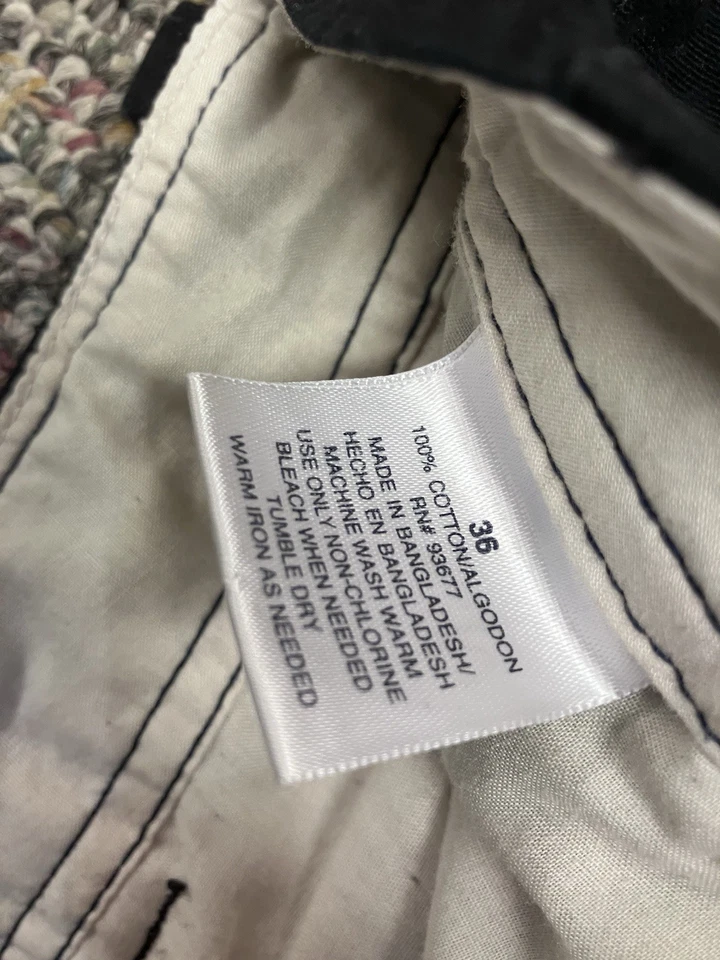 36
100% COTTON/ALGODON
RN# 93677
MADE IN BANGLADESH/
HECHO EN BANGLADESH
MACHINE WASH WARM
USE ONLY NON-CHLORINE
BLEACH WHEN NEEDED
TUMBLE DRY
WARM IRON AS NEEDED